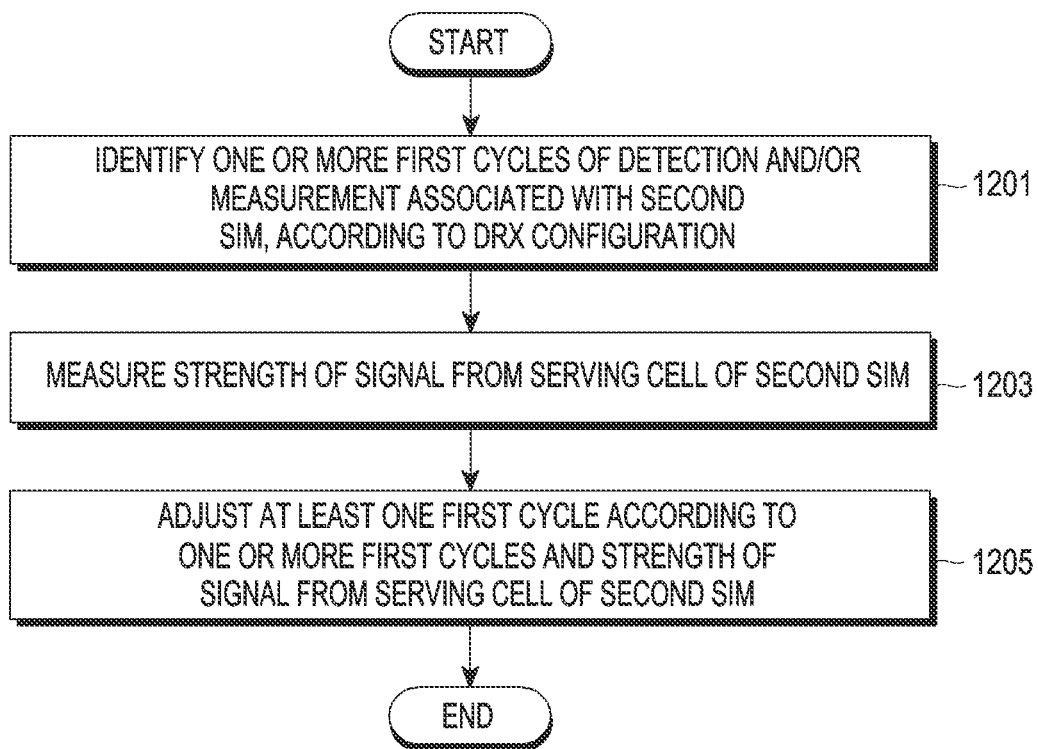 START
IDENTIFY ONE OR MORE FIRST CYCLES OF DETECTION AND/OR
MEASUREMENT ASSOCIATED WITH SECOND
SIM, ACCORDING TO DRX CONFIGURATION
1201
MEASURE STRENGTH OF SIGNAL FROM SERVING CELL OF SECOND SIM
1203
ADJUST AT LEAST ONE FIRST CYCLE ACCORDING TO
ONE OR MORE FIRST CYCLES AND STRENGTH OF
SIGNAL FROM SERVING CELL OF SECOND SIM
1205
END